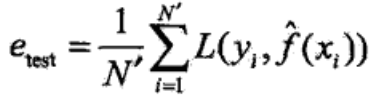 e_test = 1/N′ ∑_{i=1}^{N′} L(y_i, f̂(x_i))